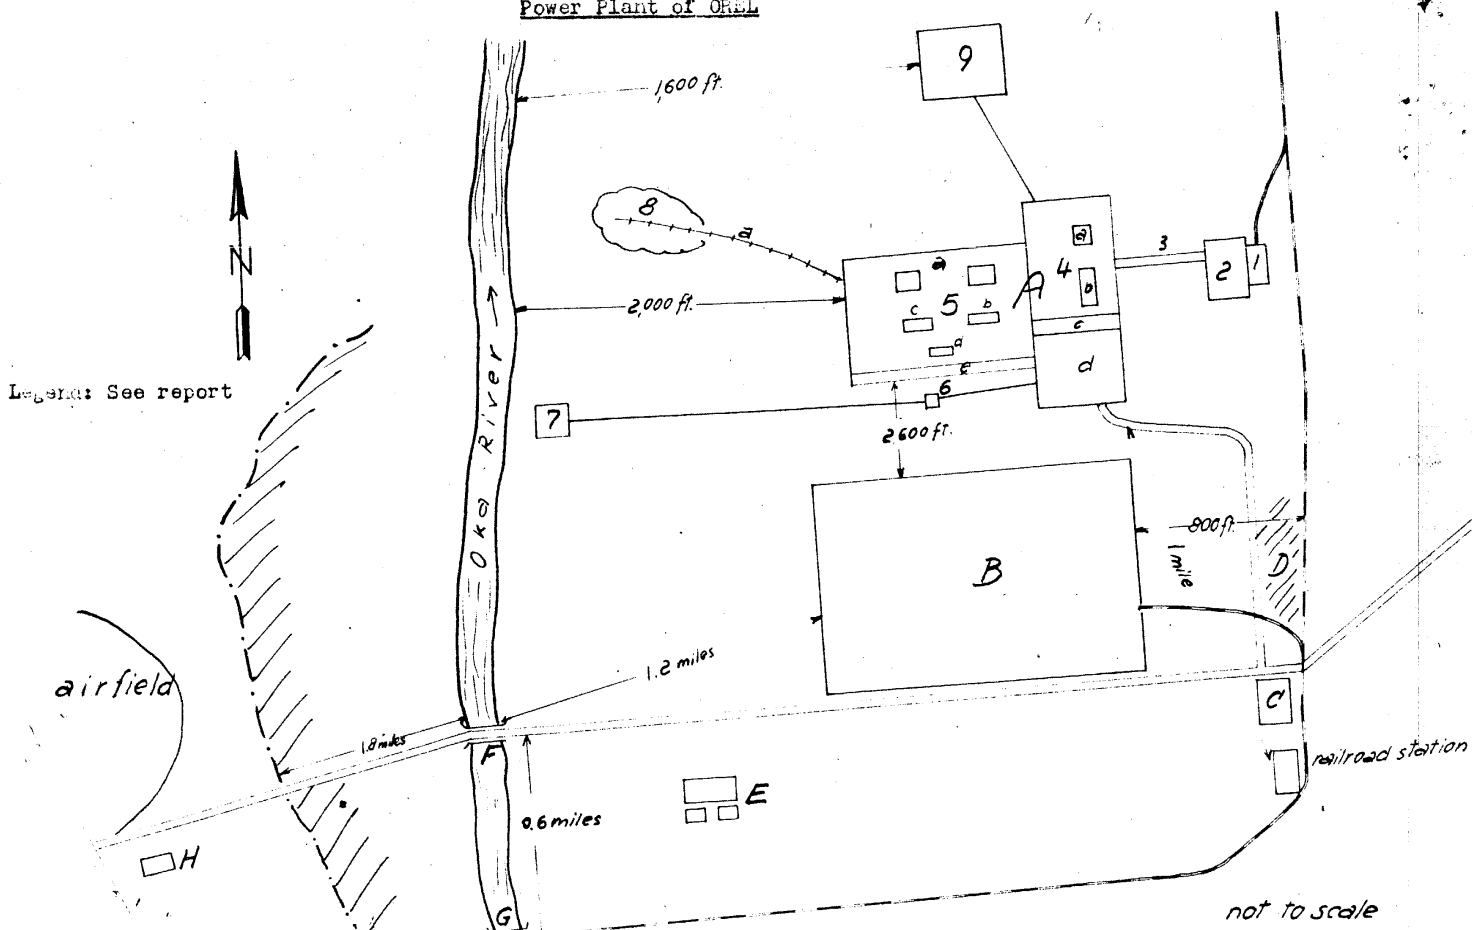 Power Plant of OREL
9
1,600 ft.
8
a
N
3
a
4
2
1
a
A
b
5
c
b
c
2,000 ft.
d
e
d
Oka River →
Legend: See report
6
7
2,600 ft.
800 ft.
1 mile
D
B
1.2 miles
airfield
C
1.8 miles
F
railroad station
E
0.6 miles
H
G
not to scale